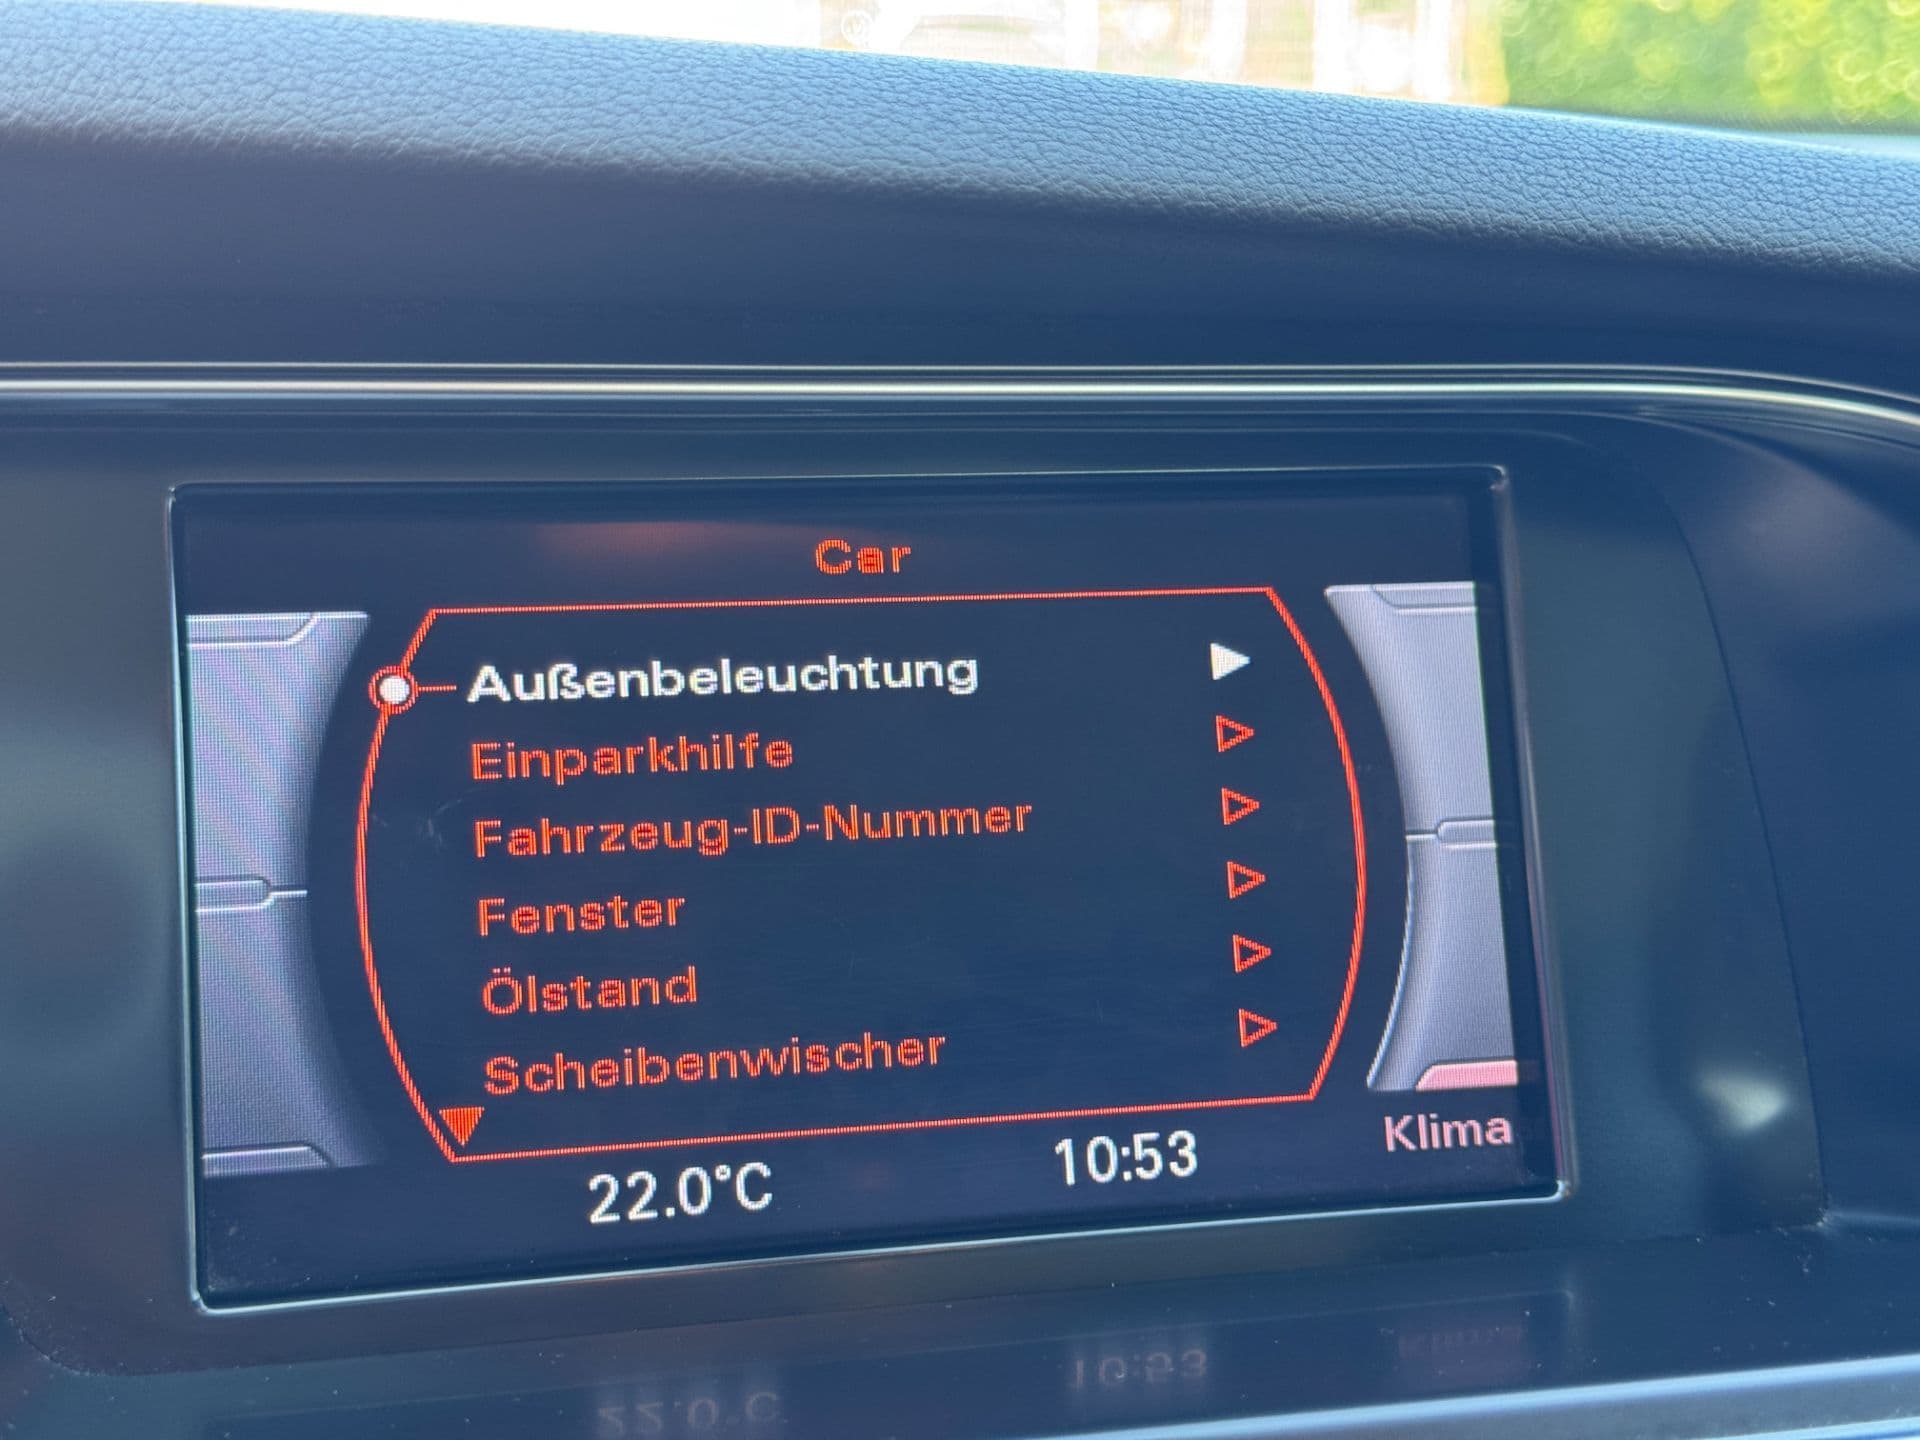 Car
Außenbeleuchtung
Einparkhilfe
Fahrzeug-ID-Nummer
Fenster
Ölstand
Scheibenwischer
22.0°C 10:53 Klima